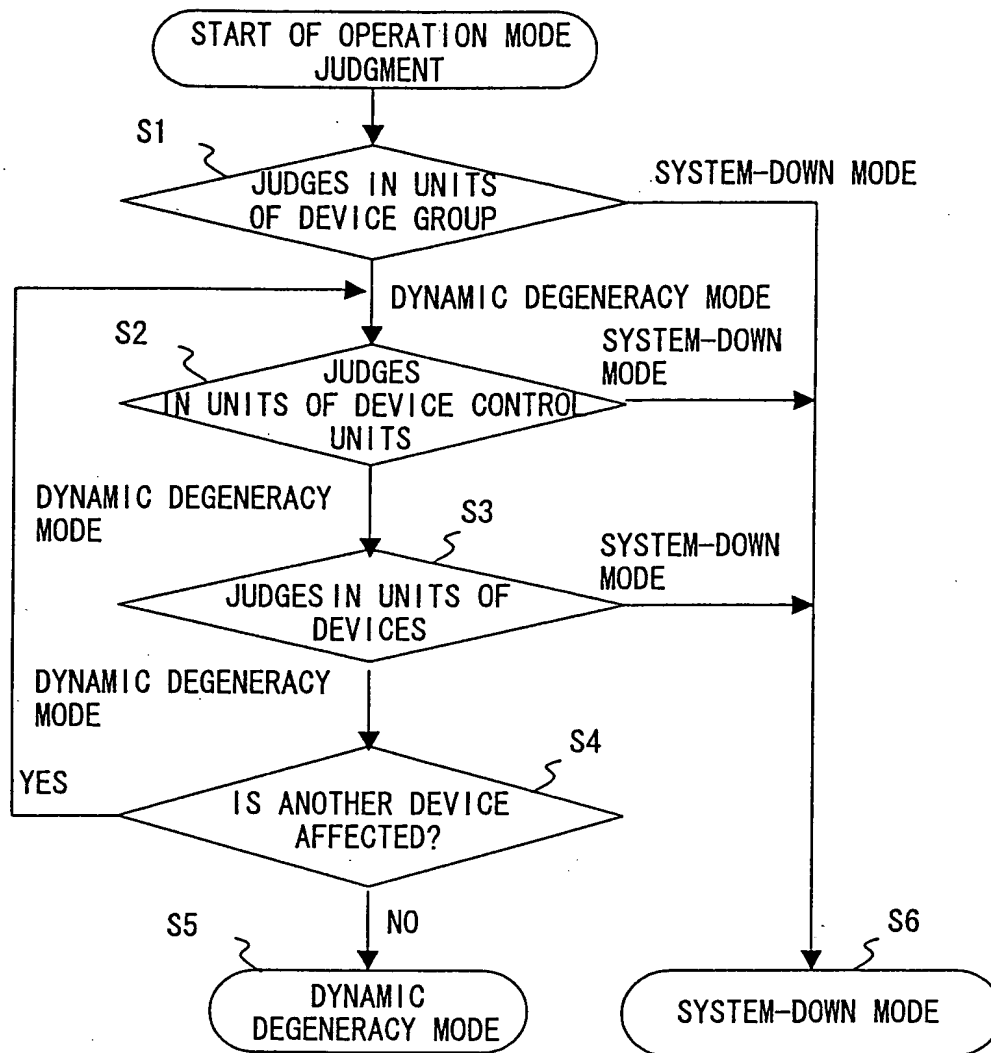 START OF OPERATION MODE
JUDGMENT
S1
JUDGES IN UNITS
OF DEVICE GROUP
SYSTEM-DOWN MODE
DYNAMIC DEGENERACY MODE
S2
JUDGES
IN UNITS OF DEVICE CONTROL
UNITS
SYSTEM-DOWN
MODE
DYNAMIC DEGENERACY
MODE
S3
JUDGES IN UNITS OF
DEVICES
SYSTEM-DOWN
MODE
DYNAMIC DEGENERACY
MODE
S4
YES
IS ANOTHER DEVICE
AFFECTED?
NO
S5
DYNAMIC
DEGENERACY MODE
S6
SYSTEM-DOWN MODE